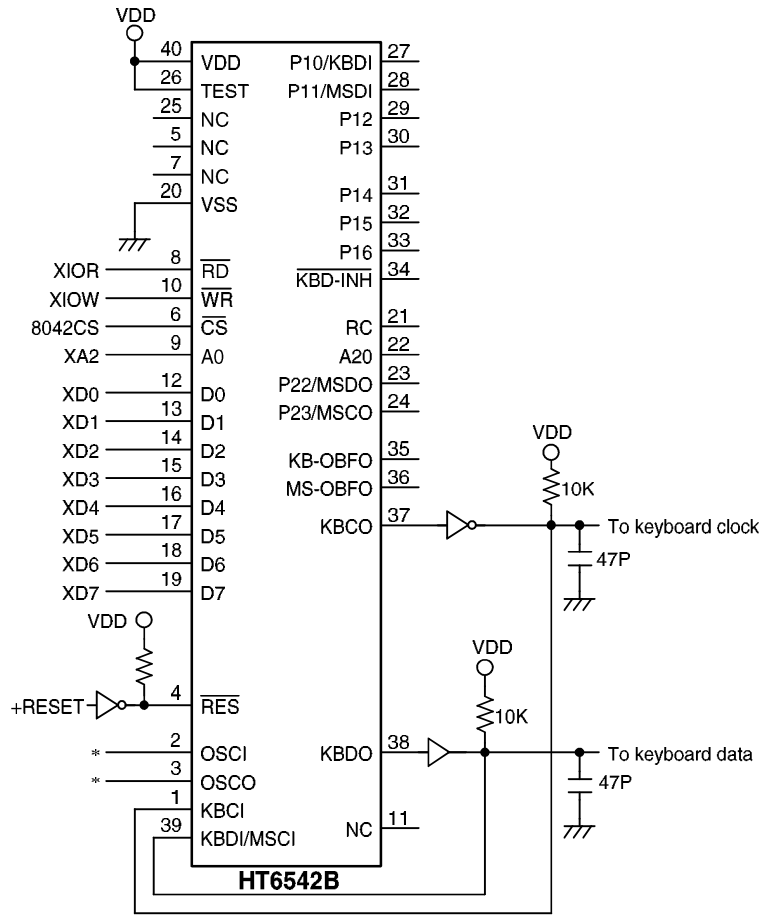 VDD
40 VDD P10/KBDI 27
26 TEST P11/MSDI 28
25 NC P12 29
5 NC P13 30
7 NC
20 VSS P14 31
P15 32
P16 33
XIOR 8 RD KBD-INH 34
XIOW 10 WR
8042CS 6 CS RC 21
XA2 9 A0 A20 22
XD0 12 D0 P22/MSDO 23
XD1 13 D1 P23/MSCO 24
XD2 14 D2
XD3 15 D3 KB-OBFO 35
XD4 16 D4 MS-OBFO 36
XD5 17 D5 KBCO 37 To keyboard clock
VDD
10K
47P
XD6 18 D6
XD7 19 D7
VDD
+RESET 4 RES
VDD
10K
* 2 OSCI KBDO 38 To keyboard data
47P
* 3 OSCO
1 KBCI
39 KBDI/MSCI NC 11
HT6542B